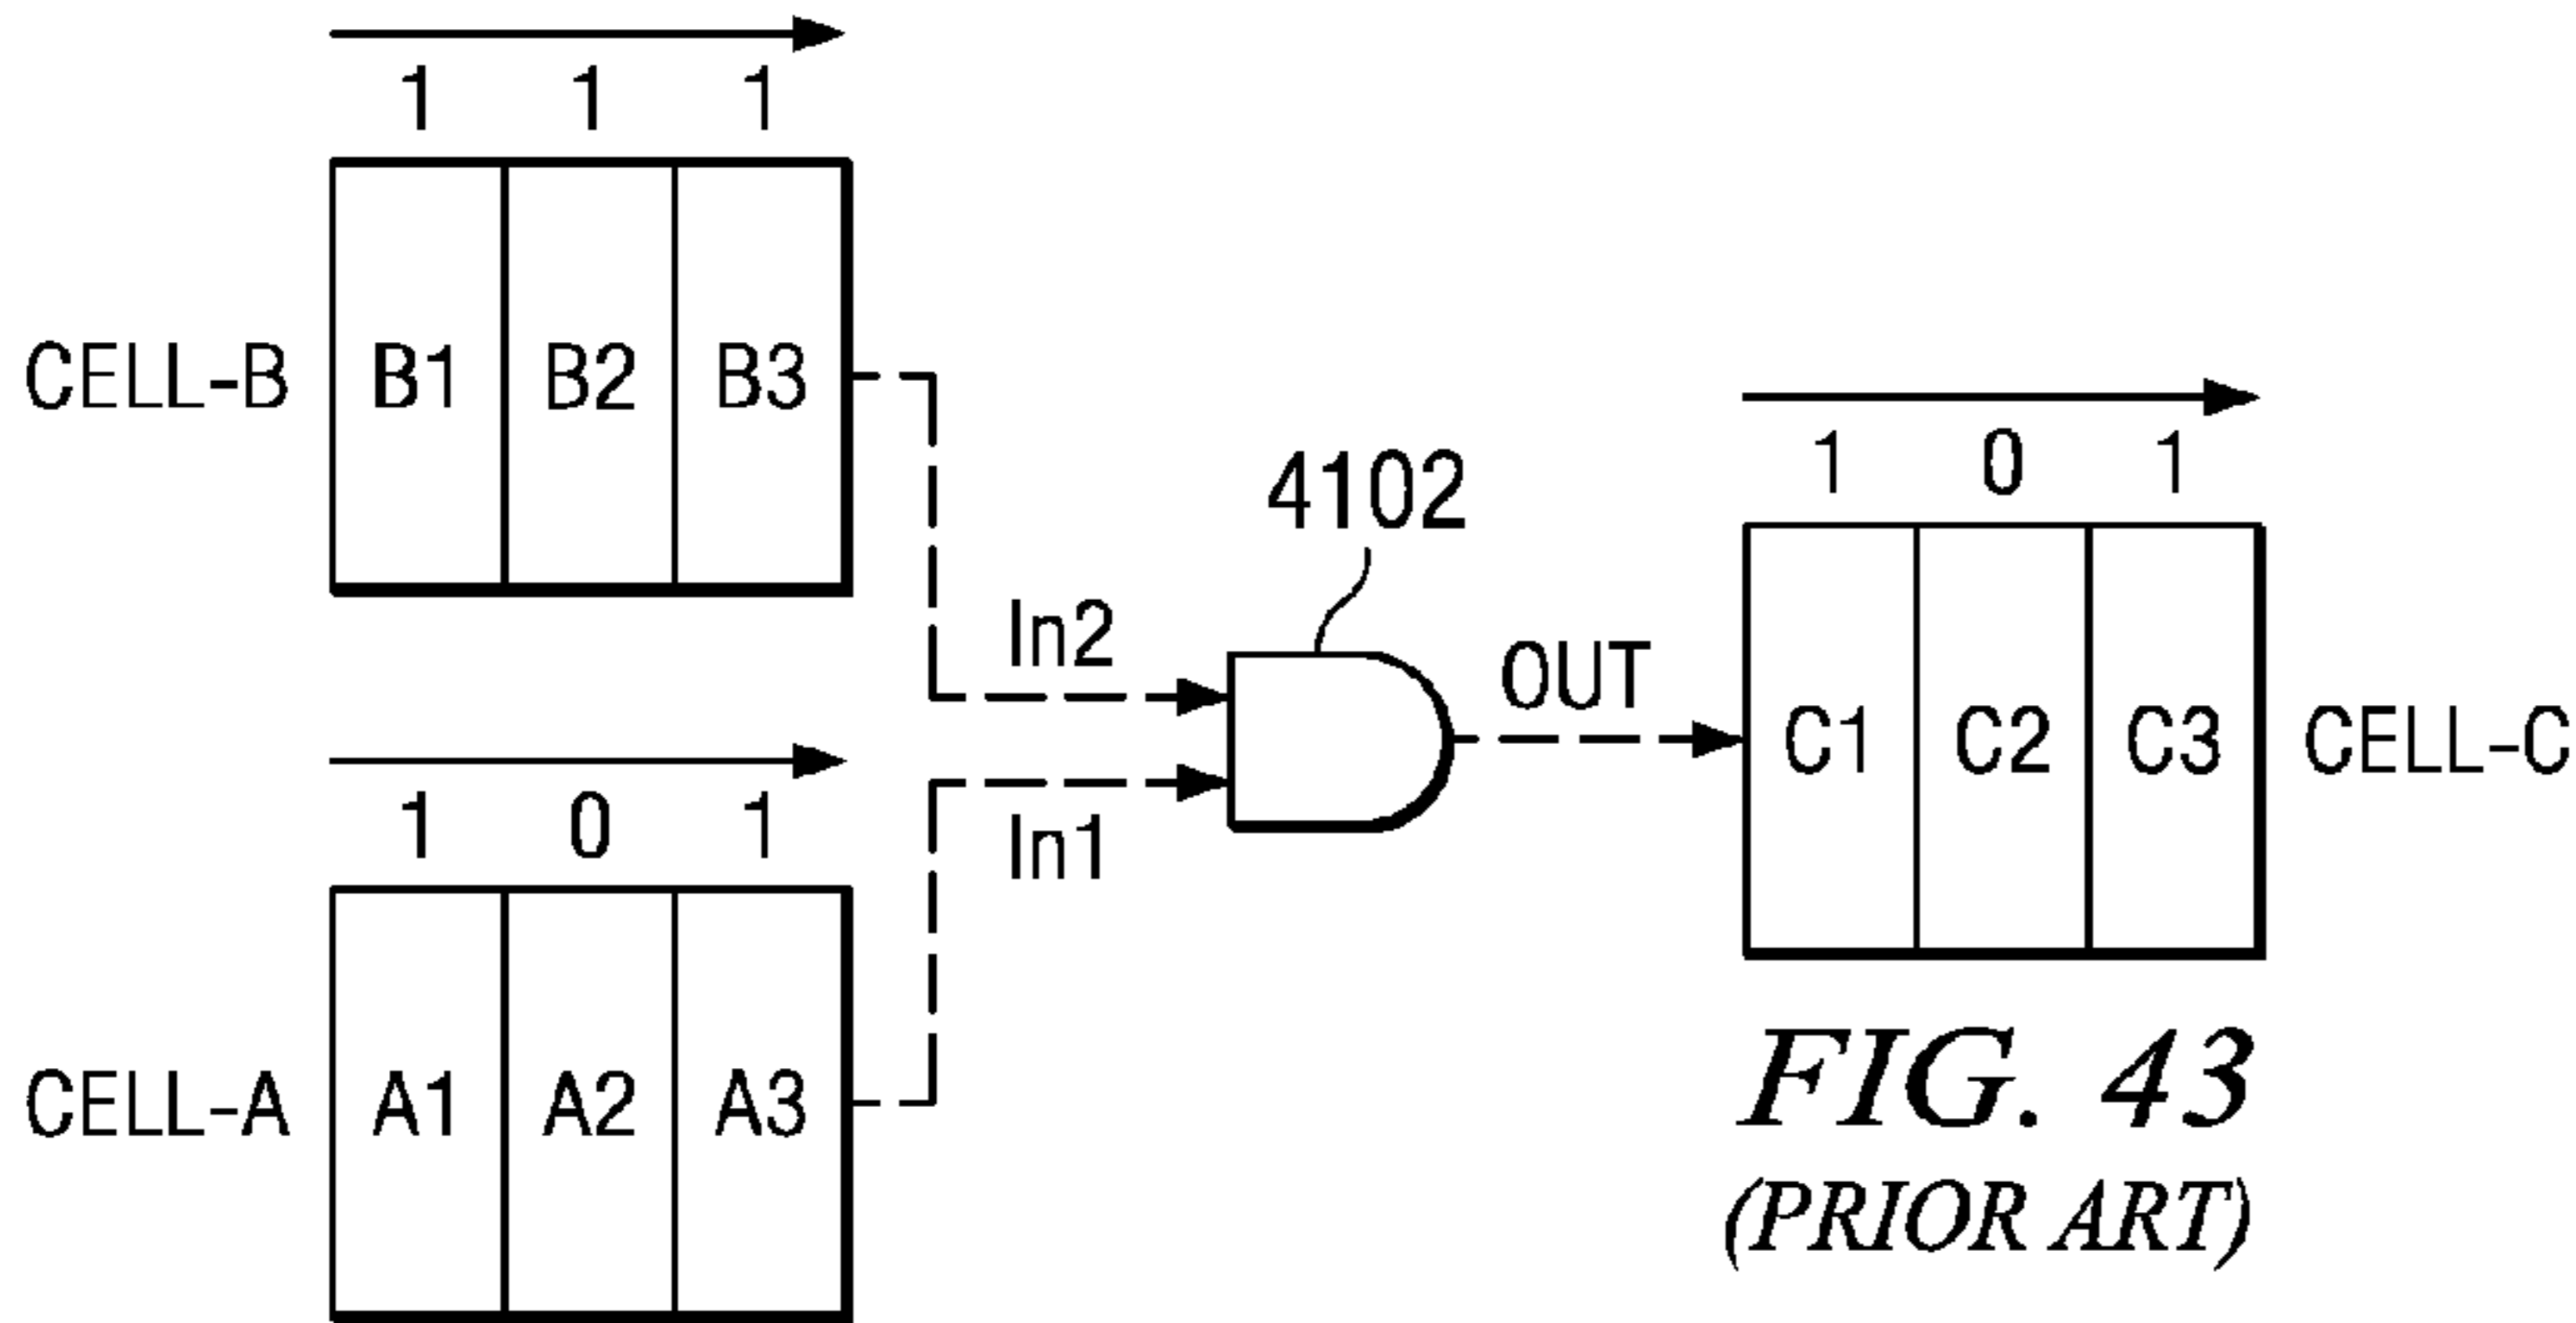 1 1 1
CELL-B B1 B2 B3
1 0 1
4102
In2
OUT
C1 C2 C3 CELL-C
1 0 1
In1
CELL-A A1 A2 A3
FIG. 43
(PRIOR ART)